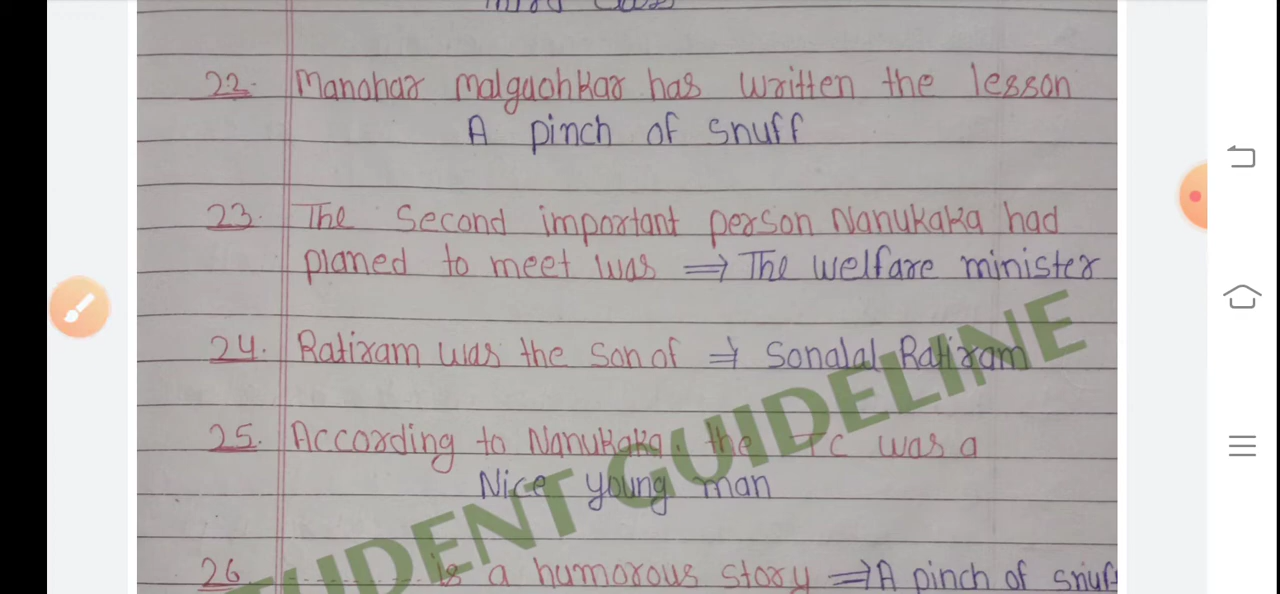 22. Manohar malgaohkar has written the lesson
A pinch of snuff
23. The second important person Nanukaka had
planed to meet was ⇒ The welfare minister
24. Ratiram was the son of ⇒ Sonalal Ratiram
25. According to Nanukaka, the TC was a
Nice young man
26 ........ is a humorous story ⇒ A pinch of snuff
STUDENT GUIDELINE